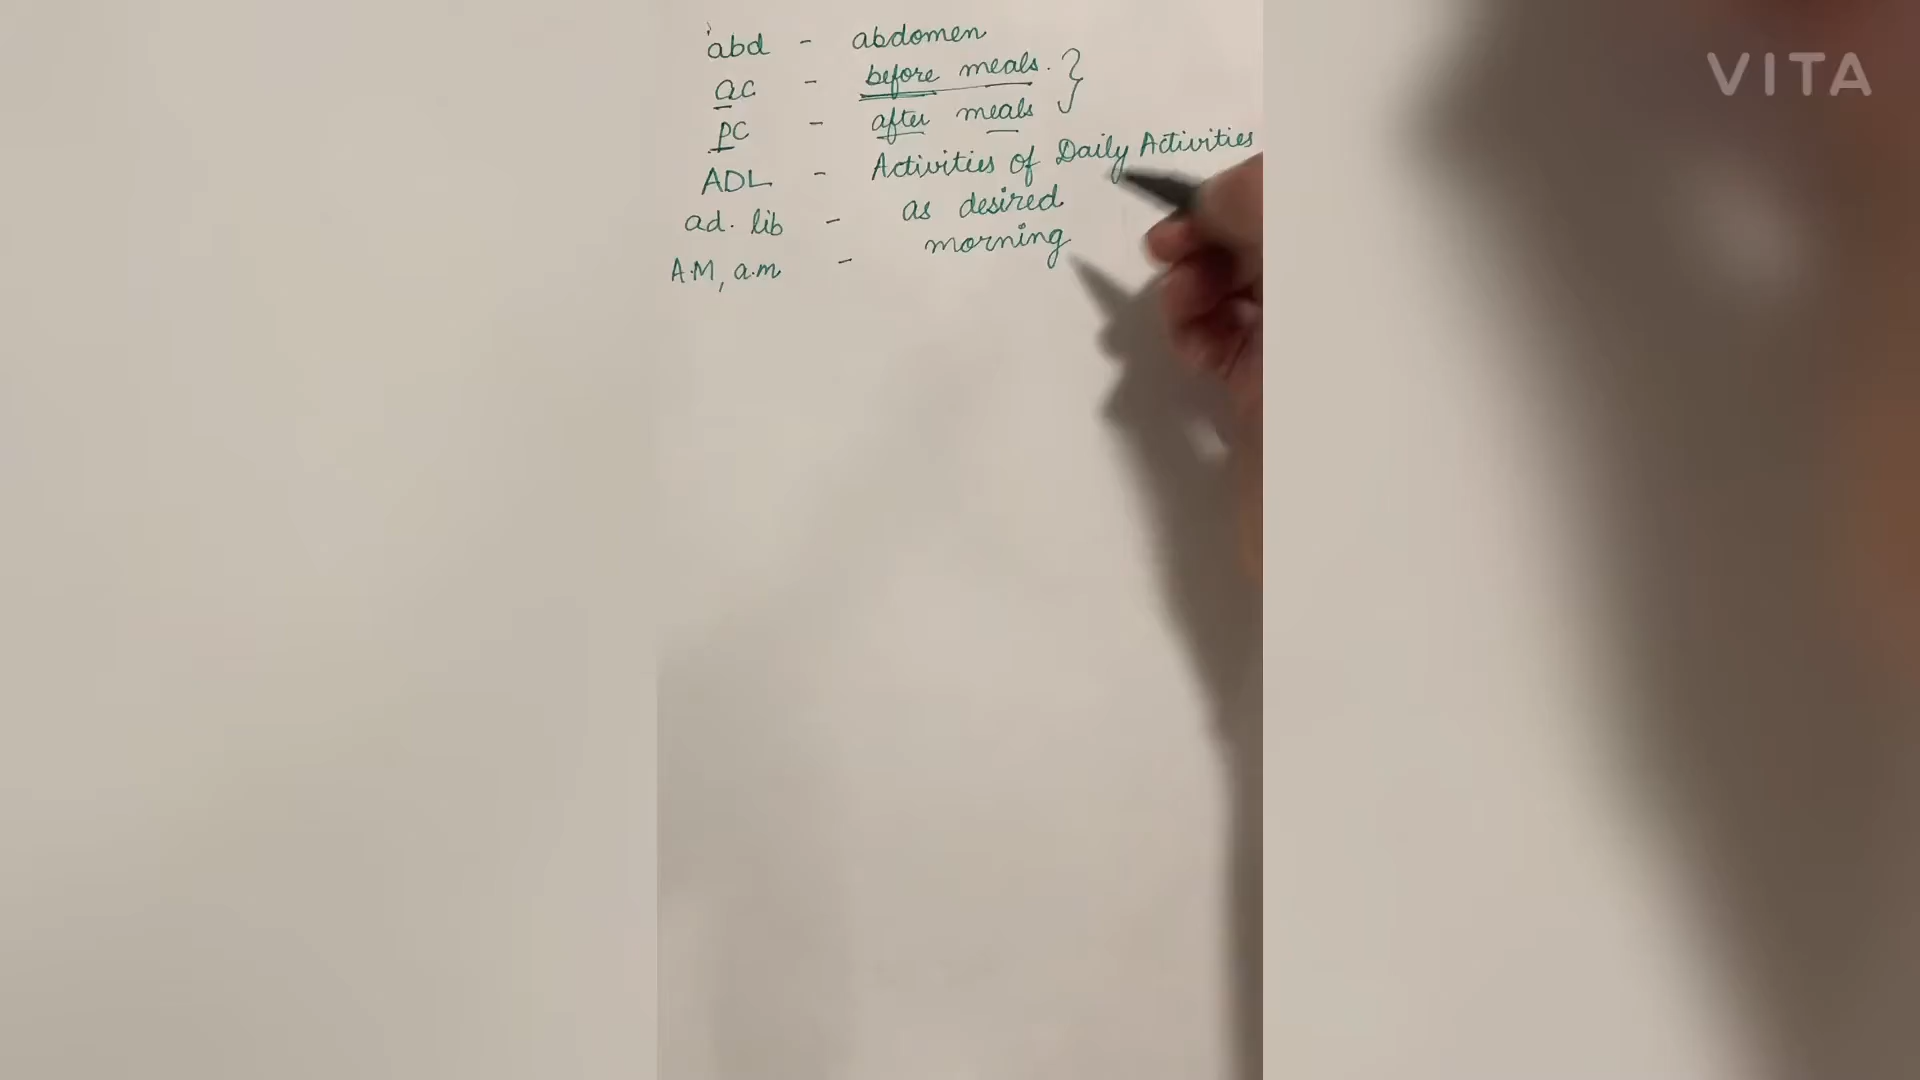 abd - abdomen
ac - before meals.
pc - after meals
ADL - Activities of Daily Activities
ad. lib - as desired
A.M, a.m - morning
VITA